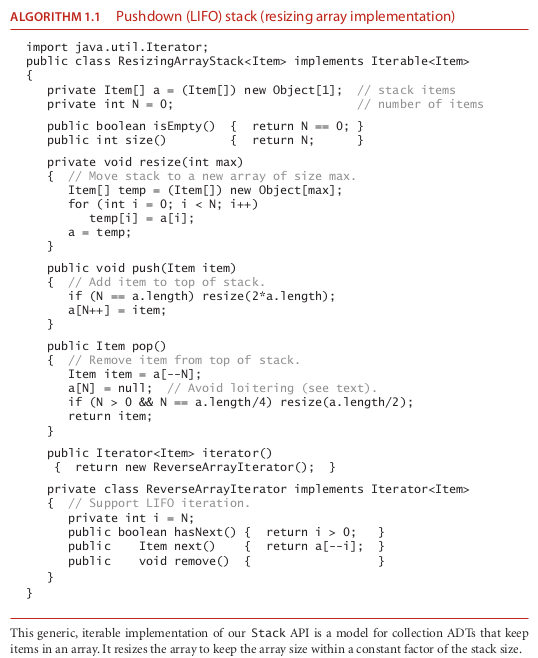 ALGORITHM 1.1 Pushdown (LIFO) stack (resizing array implementation)
import java.util.Iterator;
public class ResizingArrayStack<Item> implements Iterable<Item>
{
   private Item[] a = (Item[]) new Object[1];  // stack items
   private int N = 0;                          // number of items
   public boolean isEmpty()  {  return N == 0; }
   public int size()         {  return N;      }
   private void resize(int max)
   {  // Move stack to a new array of size max.
      Item[] temp = (Item[]) new Object[max];
      for (int i = 0; i < N; i++)
         temp[i] = a[i];
      a = temp;
   }
   public void push(Item item)
   {  // Add item to top of stack.
      if (N == a.length) resize(2*a.length);
      a[N++] = item;
   }
   public Item pop()
   {  // Remove item from top of stack.
      Item item = a[--N];
      a[N] = null;  // Avoid loitering (see text).
      if (N > 0 && N == a.length/4) resize(a.length/2);
      return item;
   }
   public Iterator<Item> iterator()
    {  return new ReverseArrayIterator();  }
   private class ReverseArrayIterator implements Iterator<Item>
   {  // Support LIFO iteration.
      private int i = N;
      public boolean hasNext() {  return i > 0;   }
      public    Item next()    {  return a[--i];  }
      public    void remove()  {                  }
   }
}
This generic, iterable implementation of our Stack API is a model for collection ADTs that keep
items in an array. It resizes the array to keep the array size within a constant factor of the stack size.